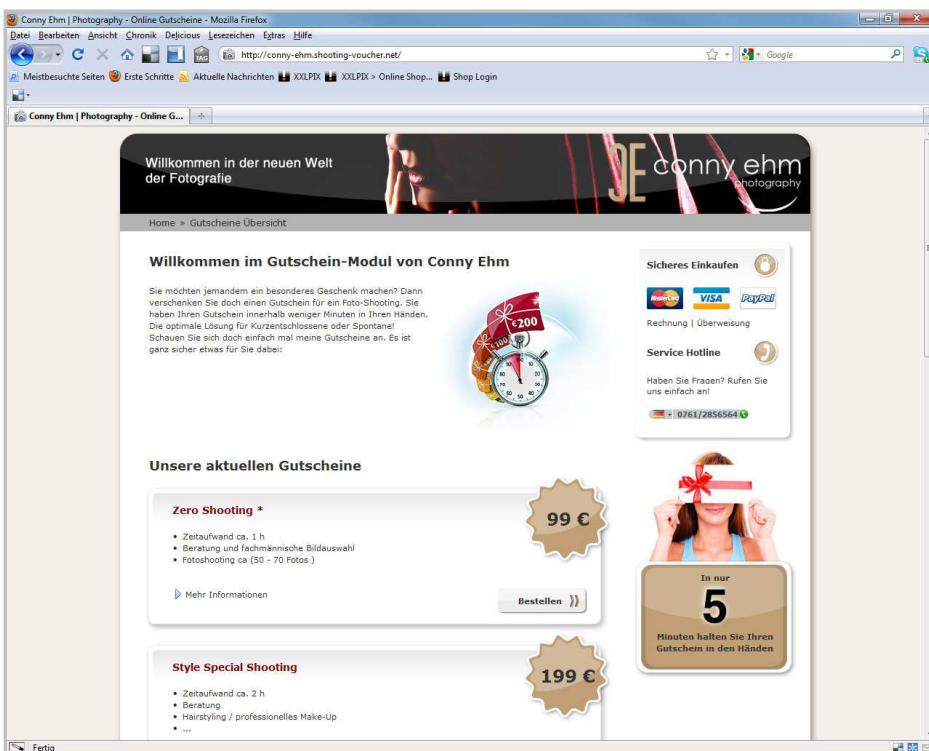 Conny Ehm | Photography - Online Gutscheine - Mozilla Firefox
Datei Bearbeiten Ansicht Chronik Delicious Lesezeichen Extras Hilfe
TAG
http://conny-ehm.shooting-voucher.net/
Google
Meistbesuchte Seiten Erste Schritte Aktuelle Nachrichten XXLPIX XXLPIX > Online Shop... Shop Login
Conny Ehm | Photography - Online G...
Willkommen in der neuen Welt
der Fotografie
conny ehm
photography
Home » Gutscheine Übersicht
Willkommen im Gutschein-Modul von Conny Ehm
Sie möchten jemandem ein besonderes Geschenk machen? Dann
verschenken Sie doch einen Gutschein für ein Foto-Shooting. Sie
haben Ihren Gutschein innerhalb weniger Minuten in Ihren Händen.
Die optimale Lösung für Kurzentschlossene oder Spontane!
Schauen Sie sich doch einfach mal meine Gutscheine an. Es ist
ganz sicher etwas für Sie dabei:
€200
€100
Sicheres Einkaufen
MasterCard VISA PayPal
Rechnung | Überweisung
Service Hotline
Haben Sie Fragen? Rufen Sie
uns einfach an!
0761/2856564
Unsere aktuellen Gutscheine
Zero Shooting *
99 €
• Zeitaufwand ca. 1 h
• Beratung und fachmännische Bildauswahl
• Fotoshooting ca (50 - 70 Fotos )
Mehr Informationen
Bestellen
In nur
5
Minuten halten Sie Ihren
Gutschein in den Händen
Style Special Shooting
199 €
• Zeitaufwand ca. 2 h
• Beratung
• Hairstyling / professionelles Make-Up
• ...
Fertig